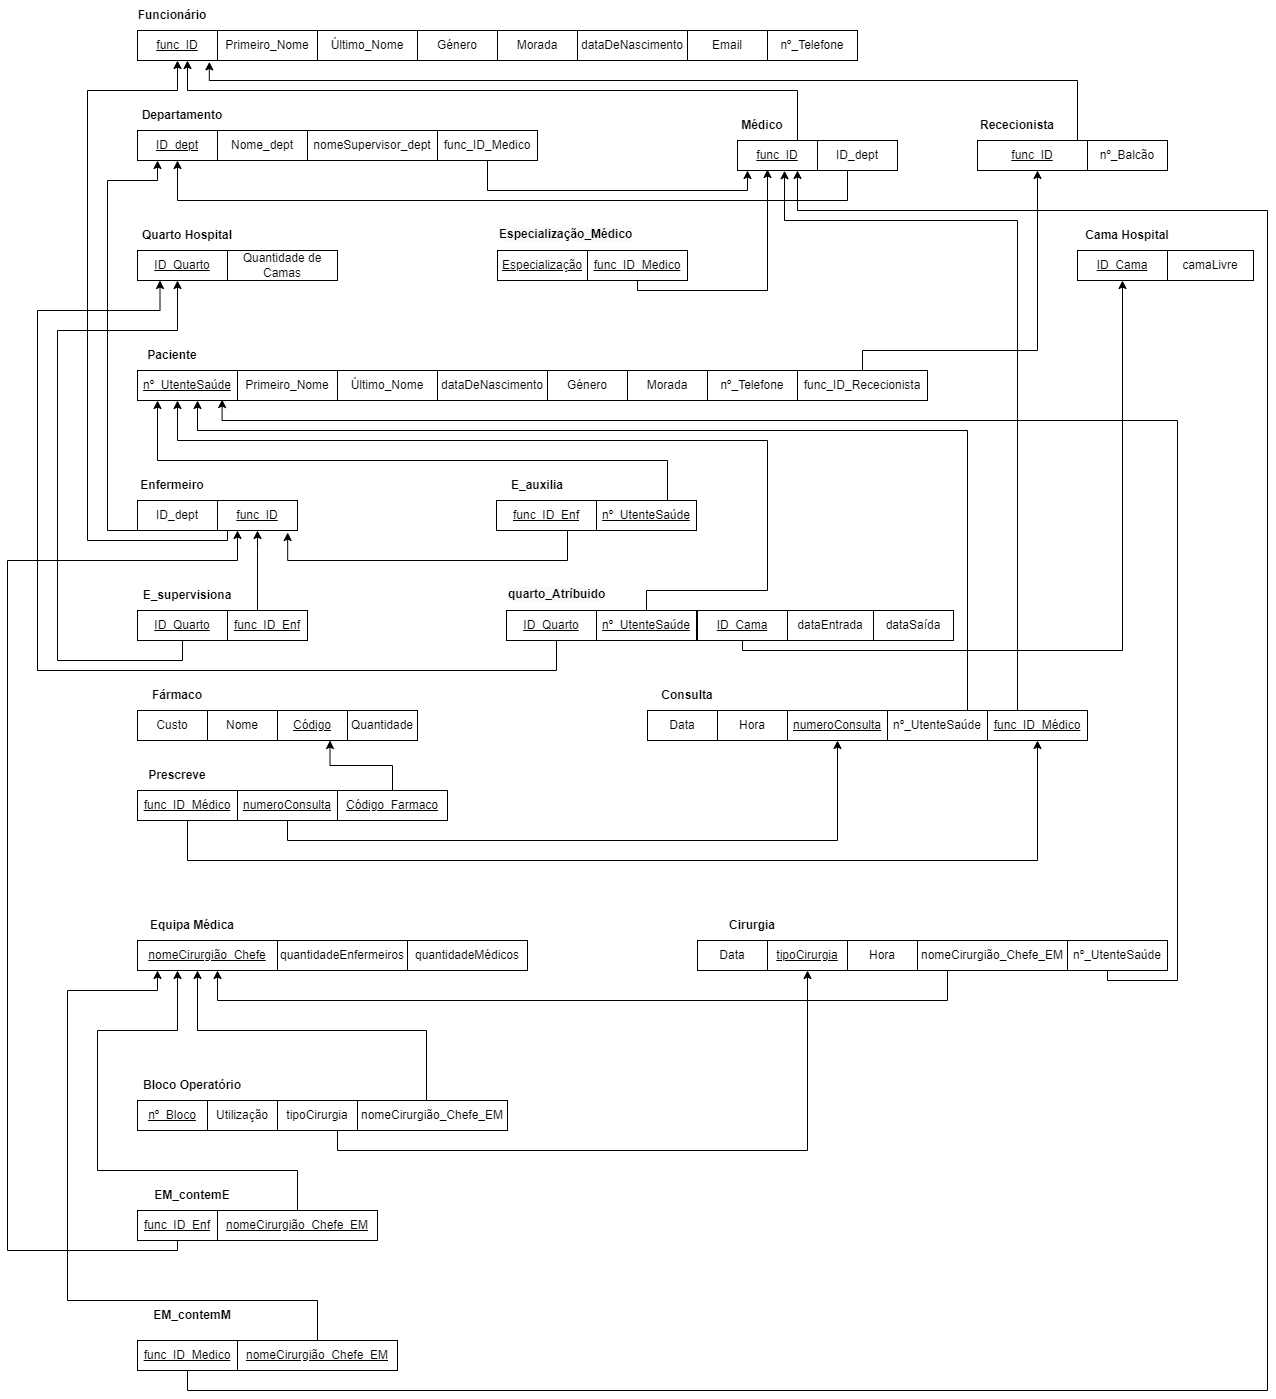 Funcionário
func_ID Primeiro_Nome Último_Nome Género Morada dataDeNascimento Email nº_Telefone
Departamento
ID_dept Nome_dept nomeSupervisor_dept func_ID_Medico
Médico
func_ID ID_dept
Rececionista
func_ID nº_Balcão
Quarto Hospital
ID_Quarto Quantidade de
Camas
Especialização_Médico
Especialização func_ID_Medico
Cama Hospital
ID_Cama camaLivre
Paciente
nº_UtenteSaúde Primeiro_Nome Último_Nome dataDeNascimento Género Morada nº_Telefone func_ID_Rececionista
Enfermeiro
ID_dept func_ID
E_auxilia
func_ID_Enf nº_UtenteSaúde
E_supervisiona
ID_Quarto func_ID_Enf
quarto_Atríbuido
ID_Quarto nº_UtenteSaúde ID_Cama dataEntrada dataSaída
Fármaco
Custo Nome Código Quantidade
Consulta
Data Hora numeroConsulta nº_UtenteSaúde func_ID_Médico
Prescreve
func_ID_Médico numeroConsulta Código_Farmaco
Equipa Médica
nomeCirurgião_Chefe quantidadeEnfermeiros quantidadeMédicos
Cirurgia
Data tipoCirurgia Hora nomeCirurgião_Chefe_EM nº_UtenteSaúde
Bloco Operatório
nº_Bloco Utilização tipoCirurgia nomeCirurgião_Chefe_EM
EM_contemE
func_ID_Enf nomeCirurgião_Chefe_EM
EM_contemM
func_ID_Medico nomeCirurgião_Chefe_EM